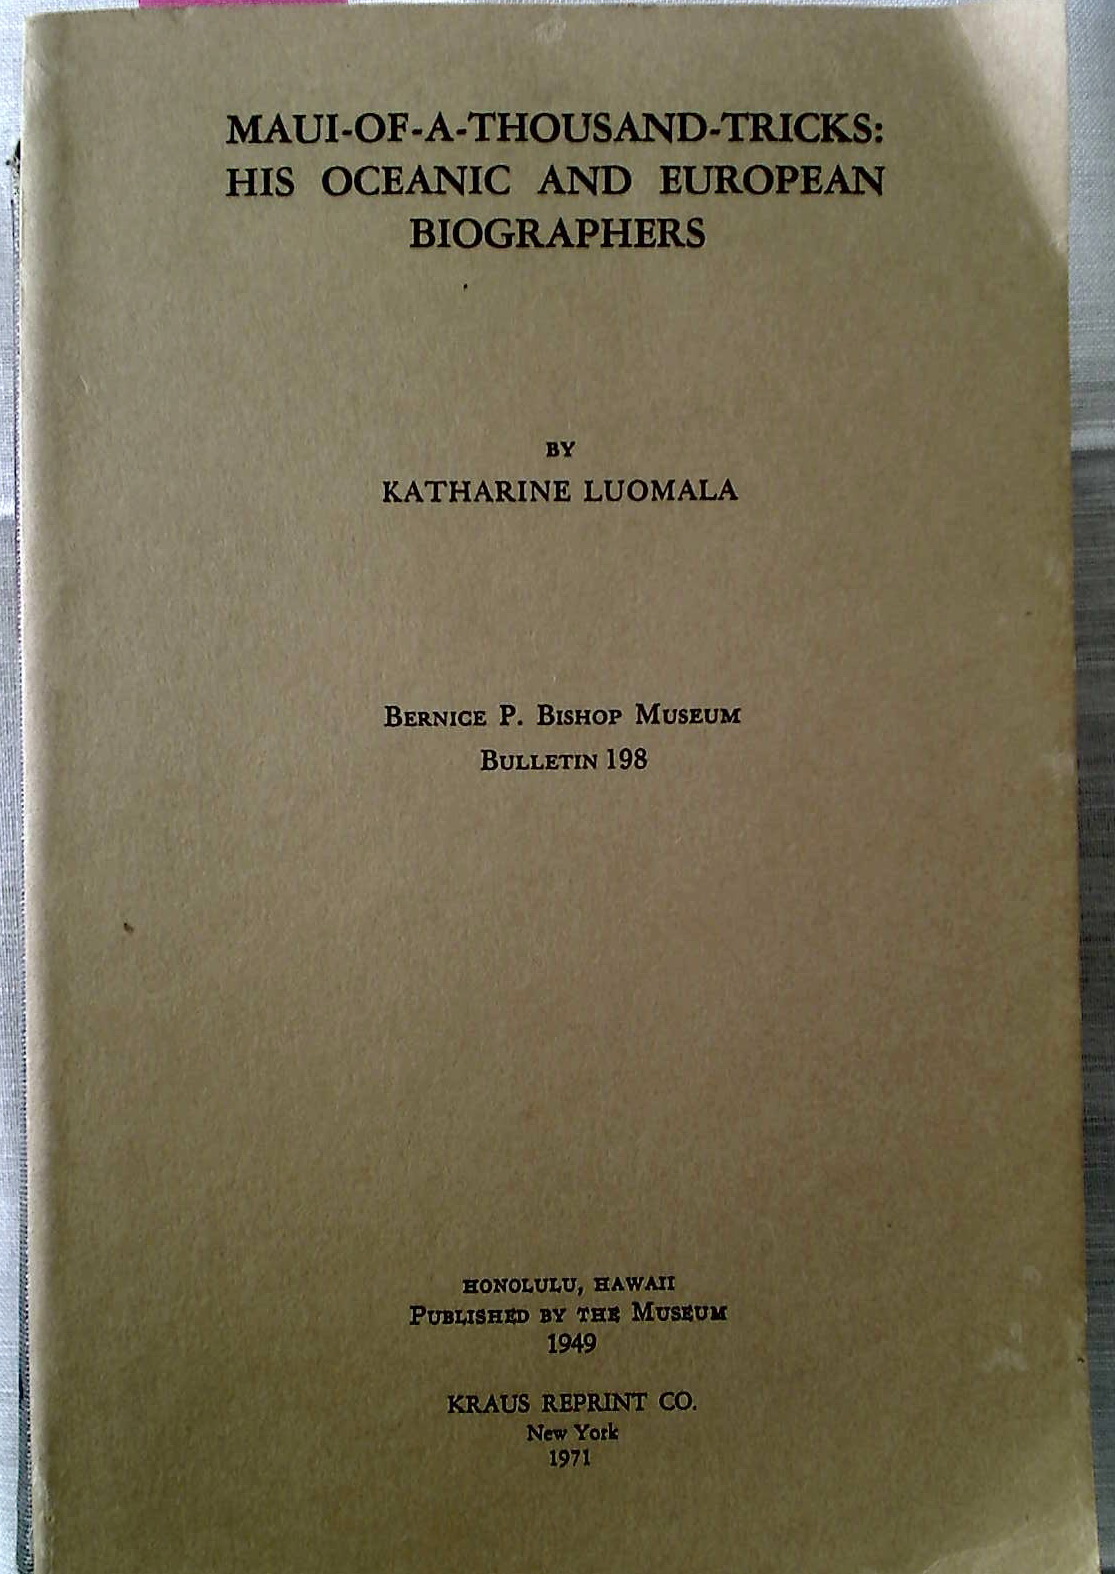 MAUI-OF-A-THOUSAND-TRICKS:
HIS OCEANIC AND EUROPEAN
BIOGRAPHERS
BY
KATHARINE LUOMALA
BERNICE P. BISHOP MUSEUM
BULLETIN 198
HONOLULU, HAWAII
PUBLISHED BY THE MUSEUM
1949
KRAUS REPRINT CO.
New York
1971